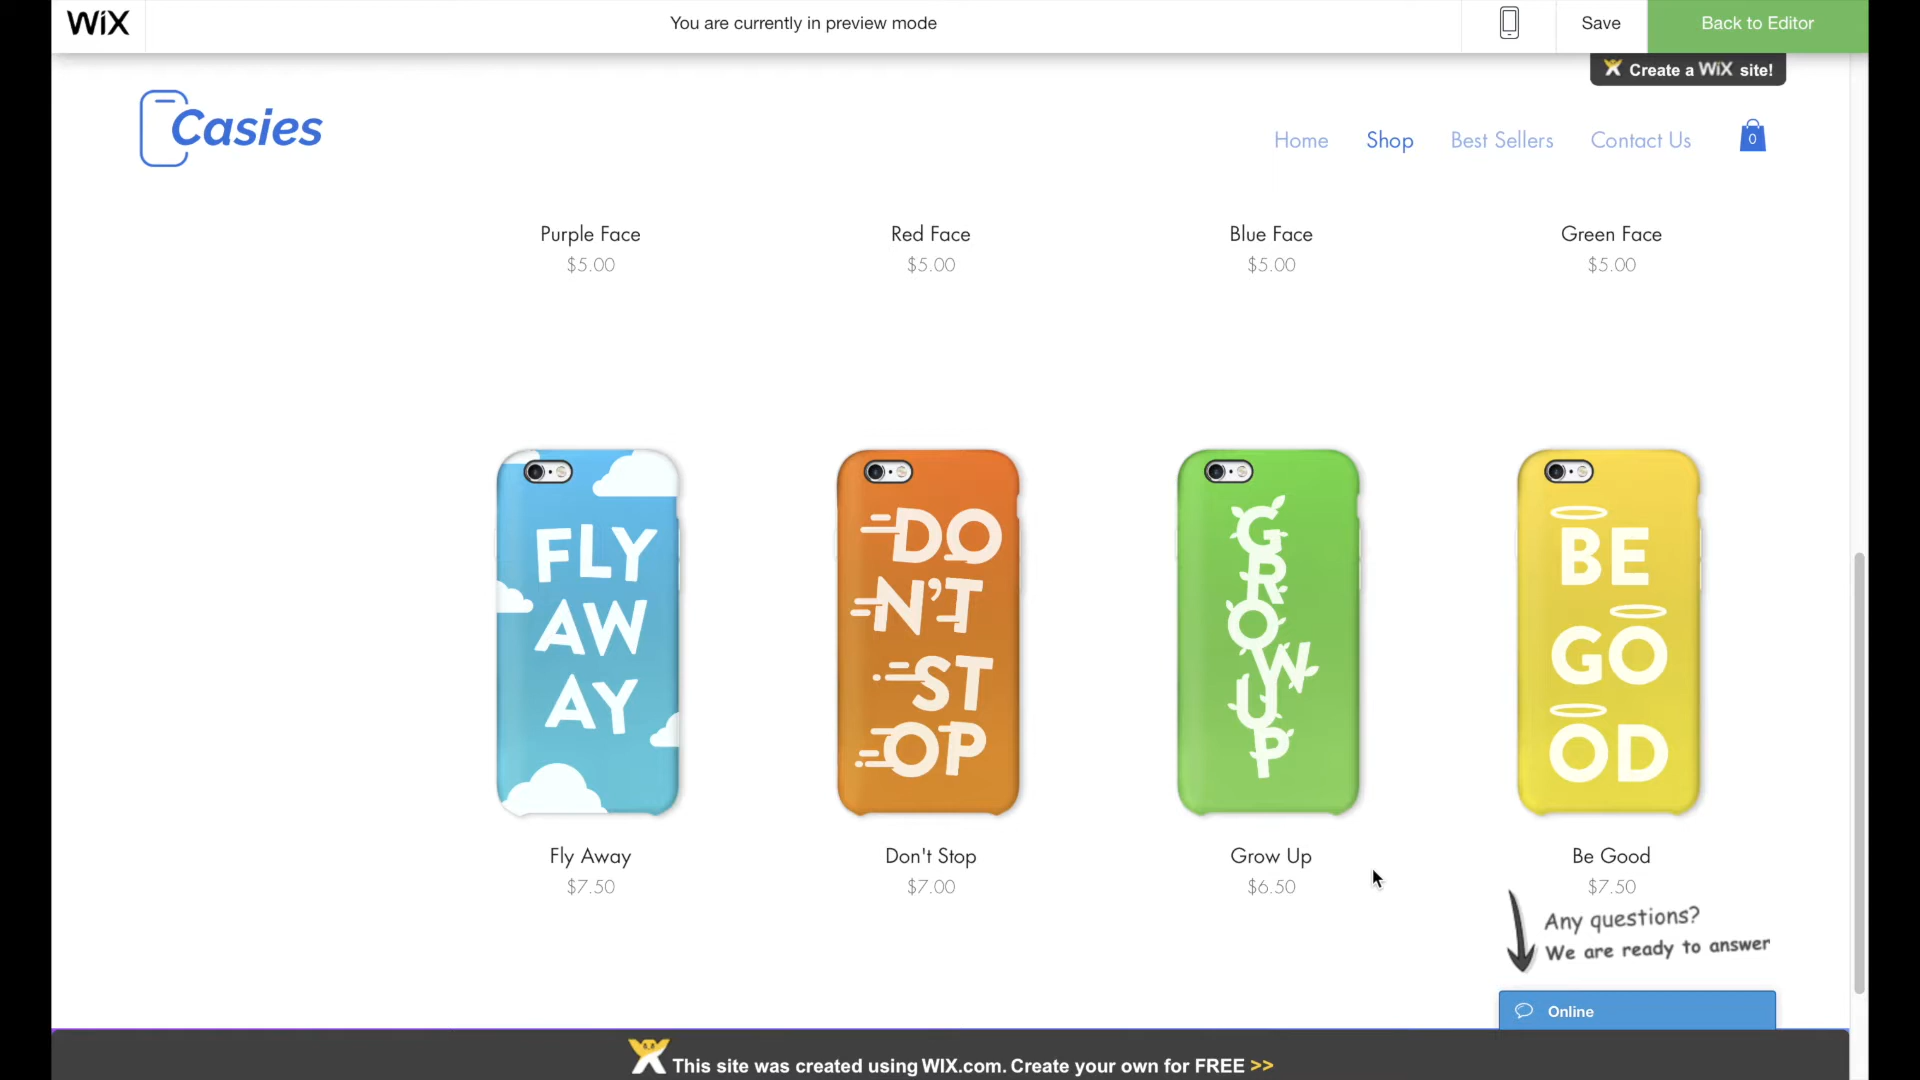 WiX
You are currently in preview mode
Save
Back to Editor
Create a WiX site!
Casies
Home
Shop
Best Sellers
Contact Us
0
Purple Face
Red Face
Blue Face
Green Face
$5.00
$5.00
$5.00
$5.00
FLY
AW
AY
DO
N'T
ST
OP
G
R
O
W
U
P
BE
GO
OD
Fly Away
Don't Stop
Grow Up
Be Good
$7.50
$7.00
$6.50
$7.50
Any questions?
We are ready to answer
Online
This site was created using WIX.com. Create your own for FREE >>